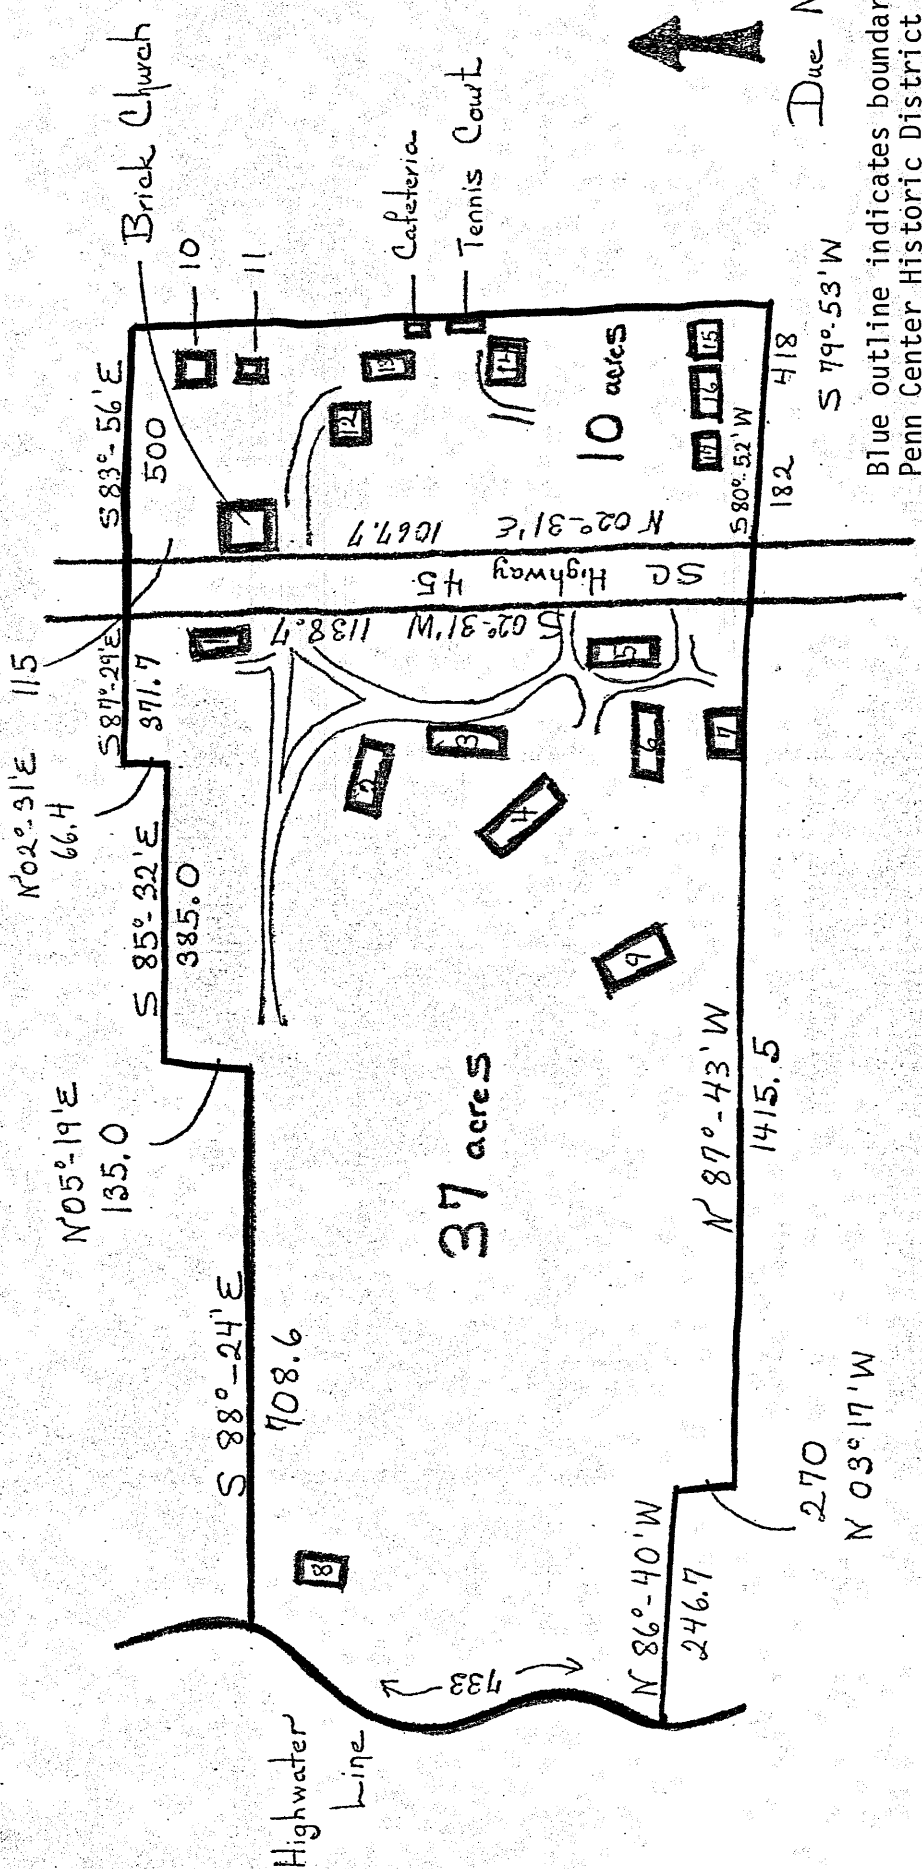 N 02°-31'E
66.4
115
N 05°-19'E
135.0
S 88°-24'E
708.6
S 85°-32'E
385.0
S 87°-29'E
371.7
S 83°-56'E
500
Brick Church
10
11
Cafeteria
Tennis Court
Highwater
Line
733
8
1
2
3
4
5
6
7
9
12
13
14
15
16
17
S 02°-31'W 1138.7
SC Highway 45
N 02°-31'E 1067.7
37 acres
10 acres
N 86°-40'W
246.7
270
N 03°17'W
N 87°-43'W
1415.5
S 80°-52'W
182
418
S 79°-53'W
Due N
Blue outline indicates boundar
Penn Center Historic District